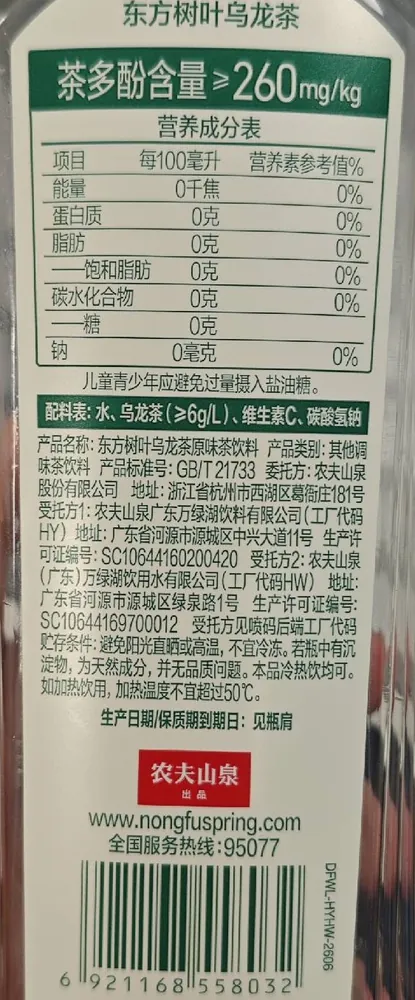 东方树叶乌龙茶
茶多酚含量≥260mg/kg
营养成分表
项目 每100毫升 营养素参考值%
能量 0千焦 0%
蛋白质 0克 0%
脂肪 0克 0%
——饱和脂肪 0克 0%
碳水化合物 0克 0%
——糖 0克
钠 0毫克 0%
儿童青少年应避免过量摄入盐油糖。
配料表: 水、乌龙茶(≥6g/L)、维生素C、碳酸氢钠
产品名称: 东方树叶乌龙茶原味茶饮料 产品类别: 其他调
味茶饮料 产品标准号: GB/T 21733 委托方: 农夫山泉
股份有限公司 地址: 浙江省杭州市西湖区葛衙庄181号
受托方1: 农夫山泉广东万绿湖饮料有限公司(工厂代码
HY) 地址: 广东省河源市源城区中兴大道11号 生产许
可证编号: SC10644160200420 受托方2: 农夫山泉
(广东)万绿湖饮用水有限公司(工厂代码HW) 地址:
广东省河源市源城区绿泉路1号 生产许可证编号:
SC10644169700012 受托方见喷码后端工厂代码
贮存条件: 避免阳光直晒或高温, 不宜冷冻。若瓶中有沉
淀物, 为天然成分, 并无品质问题。本品冷热饮均可。
如加热饮用, 加热温度不宜超过50℃。
生产日期/保质期到期日: 见瓶肩
农夫山泉
出品
www.nongfuspring.com
全国服务热线: 95077
DFWL-HYHW-2606
6 921168 558032